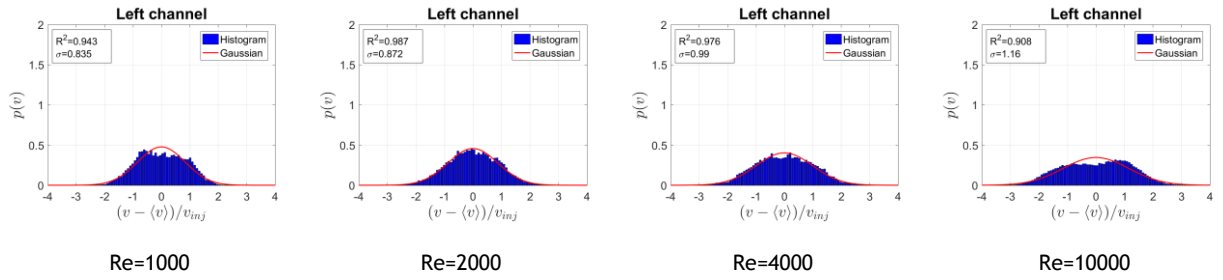 Left channel
R²=0.943
σ=0.835
Histogram
Gaussian
2
1.5
1
0.5
0
p(v)
-4 -3 -2 -1 0 1 2 3 4
(v − ⟨v⟩)/v_inj
Re=1000
Left channel
R²=0.987
σ=0.872
Histogram
Gaussian
2
1.5
1
0.5
0
p(v)
-4 -3 -2 -1 0 1 2 3 4
(v − ⟨v⟩)/v_inj
Re=2000
Left channel
R²=0.976
σ=0.99
Histogram
Gaussian
2
1.5
1
0.5
0
p(v)
-4 -3 -2 -1 0 1 2 3 4
(v − ⟨v⟩)/v_inj
Re=4000
Left channel
R²=0.908
σ=1.16
Histogram
Gaussian
2
1.5
1
0.5
0
p(v)
-4 -3 -2 -1 0 1 2 3 4
(v − ⟨v⟩)/v_inj
Re=10000